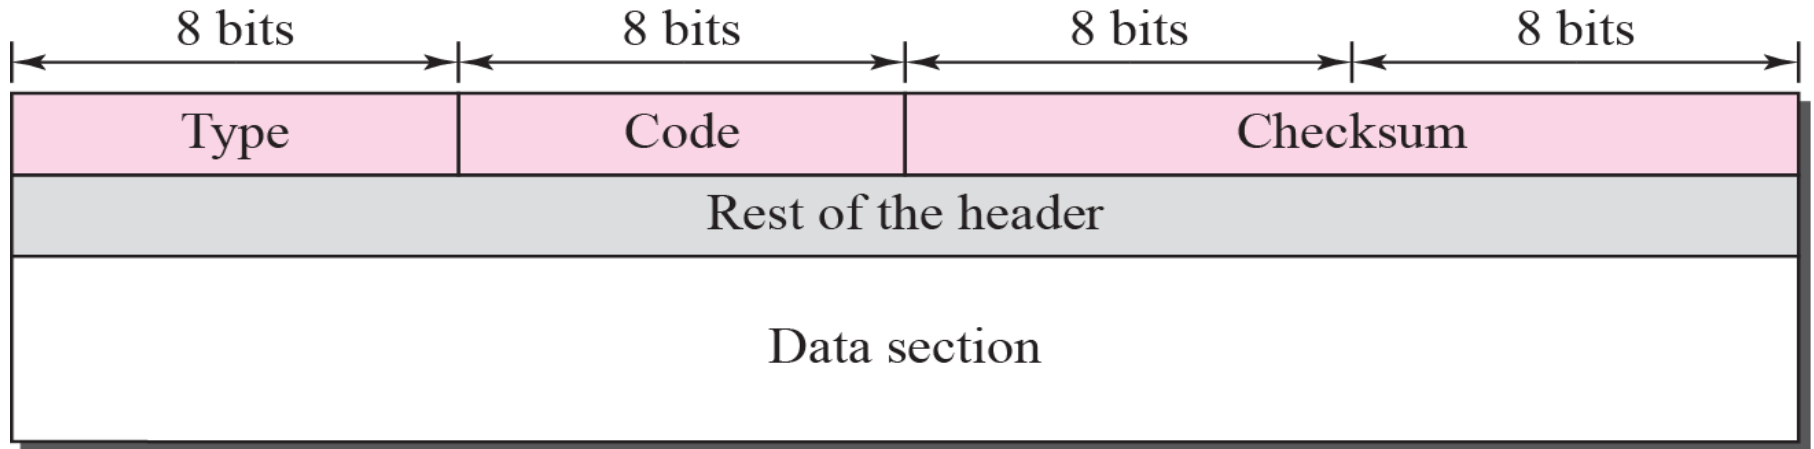 8 bits 8 bits 8 bits 8 bits
Type Code Checksum
Rest of the header
Data section